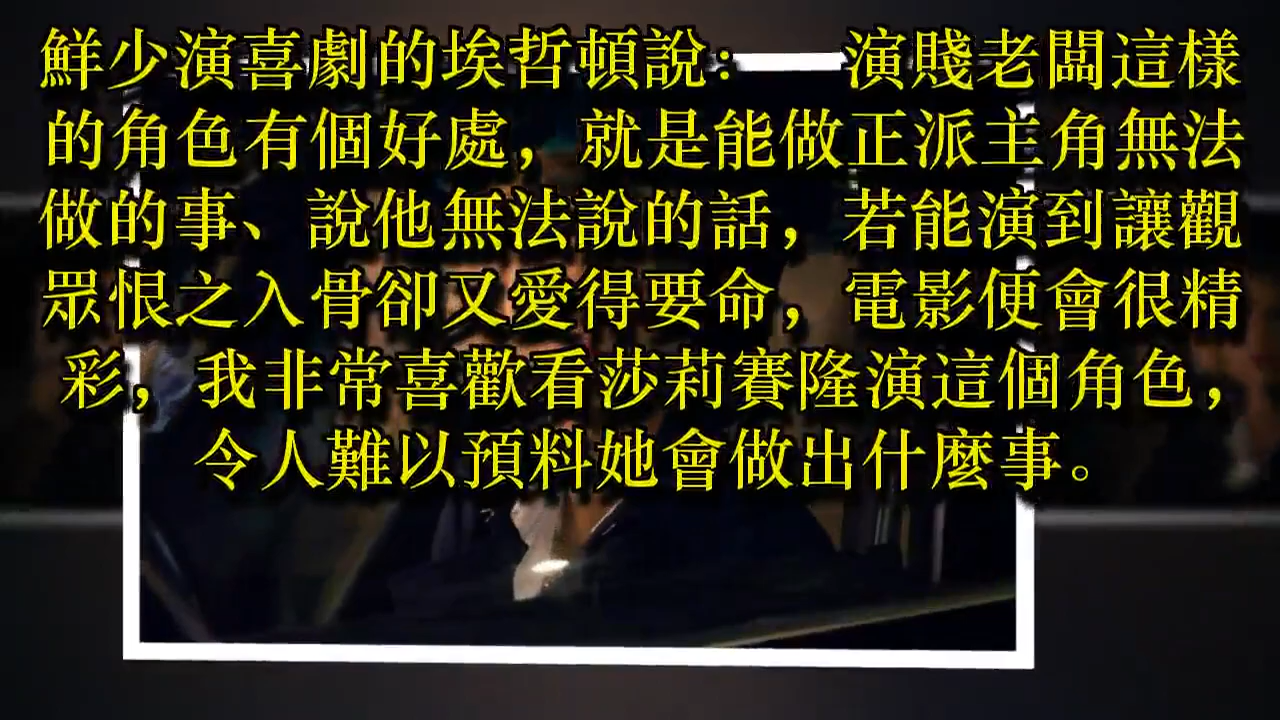 鮮少演喜劇的埃哲頓說：　演賤老闆這樣
的角色有個好處，就是能做正派主角無法
做的事、說他無法說的話，若能演到讓觀
眾恨之入骨卻又愛得要命，電影便會很精
彩，我非常喜歡看莎莉賽隆演這個角色，
令人難以預料她會做出什麼事。